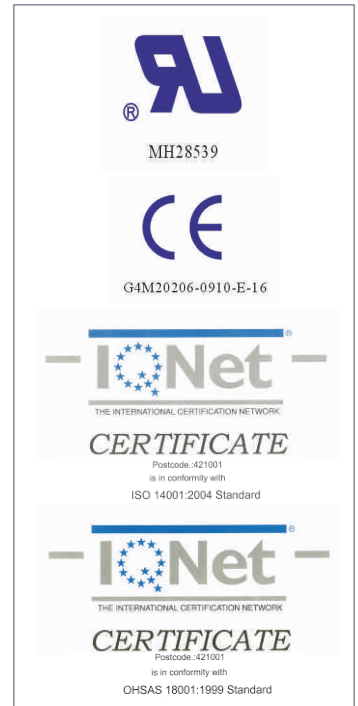 RU
®
MH28539
CE
G4M20206-0910-E-16
®
IQNet
THE INTERNATIONAL CERTIFICATION NETWORK
CERTIFICATE
Postcode.:421001
is in conformity with
ISO 14001:2004 Standard
®
IQNet
THE INTERNATIONAL CERTIFICATION NETWORK
CERTIFICATE
Postcode.:421001
is in conformity with
OHSAS 18001:1999 Standard